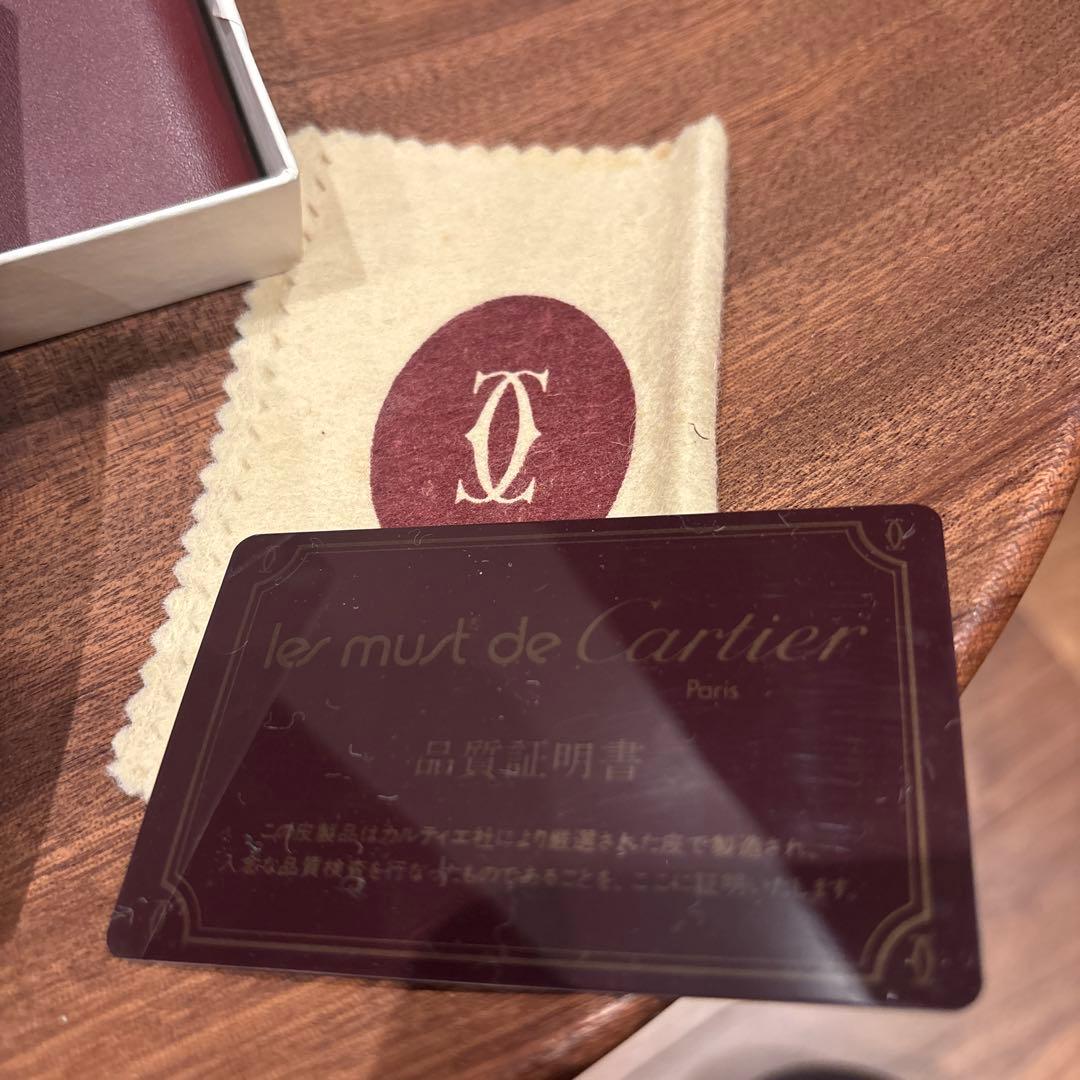 les must de Cartier
Paris
品質証明書
この皮製品はカルティエ社により厳選された皮で製造され、
入念な品質検査を行なったものであることを、ここに証明いたします。